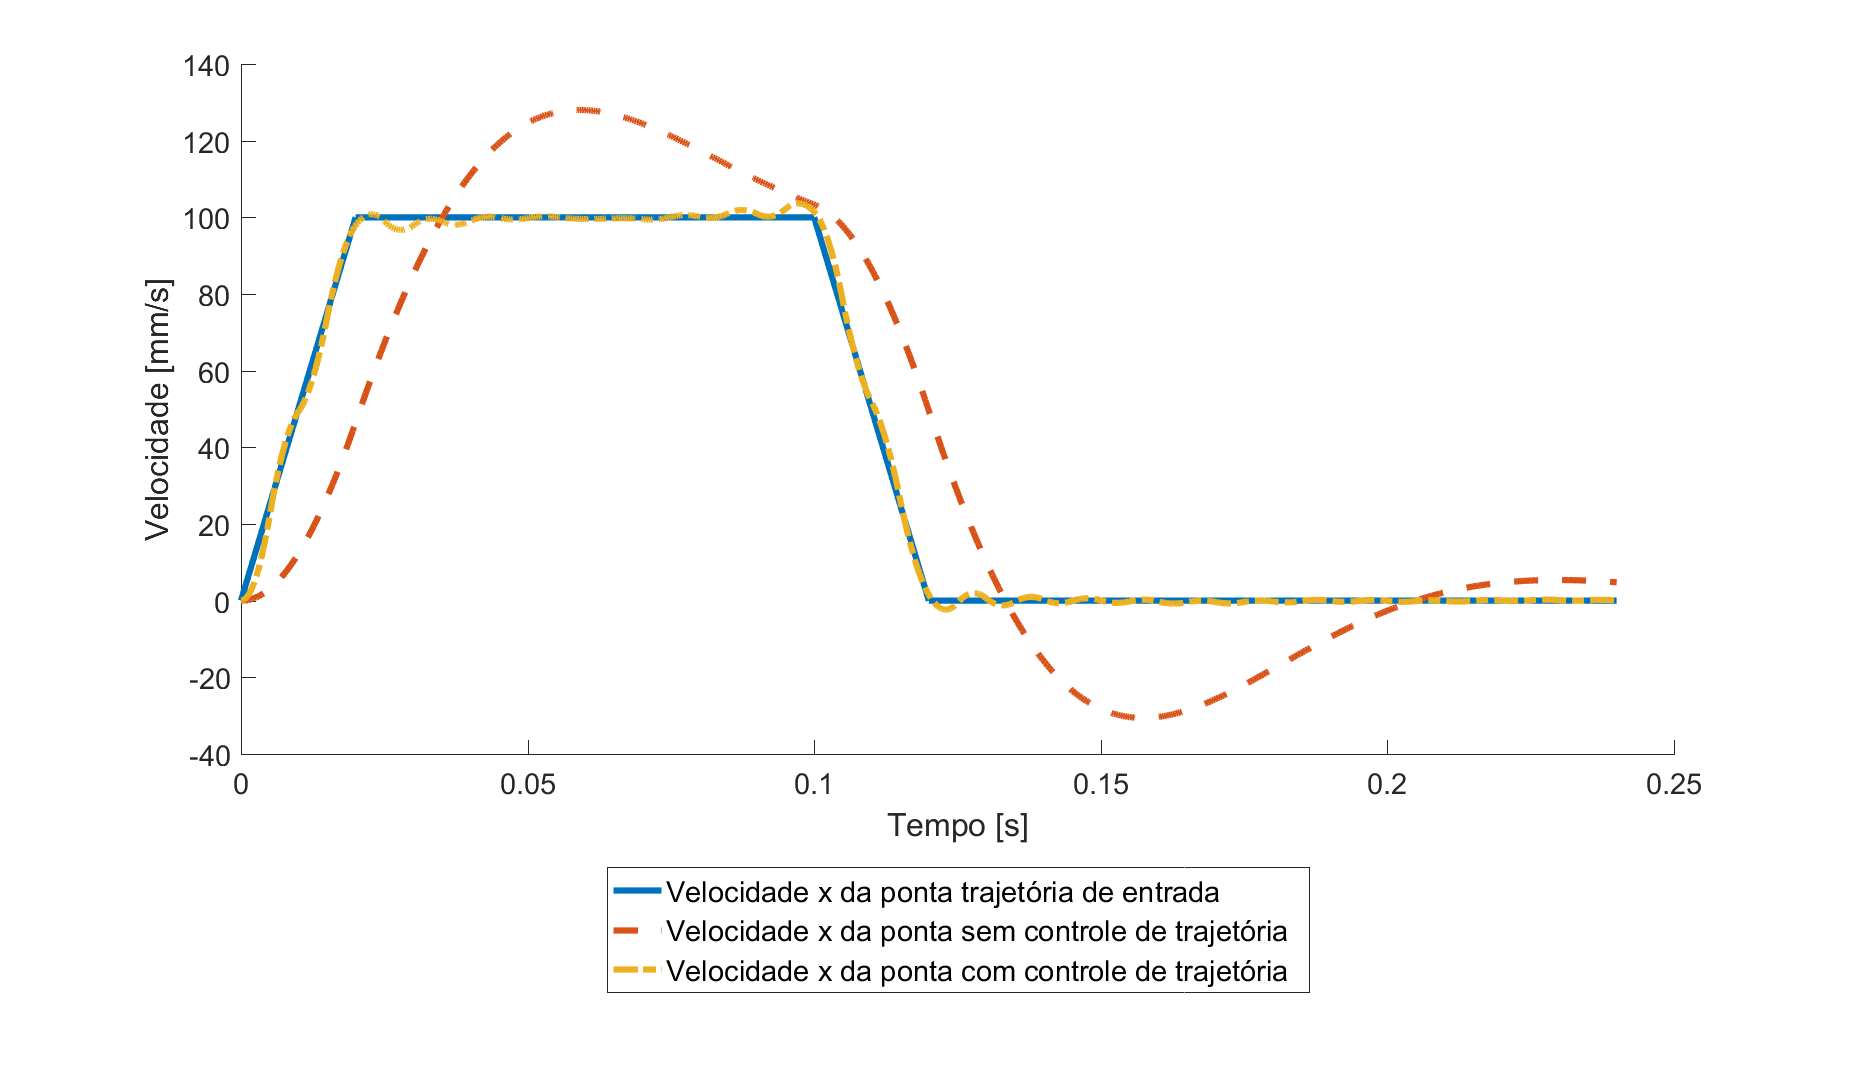 140
120
100
80
60
40
20
0
-20
-40
Velocidade [mm/s]
0 0.05 0.1 0.15 0.2 0.25
Tempo [s]
Velocidade x da ponta trajetória de entrada
Velocidade x da ponta sem controle de trajetória
Velocidade x da ponta com controle de trajetória